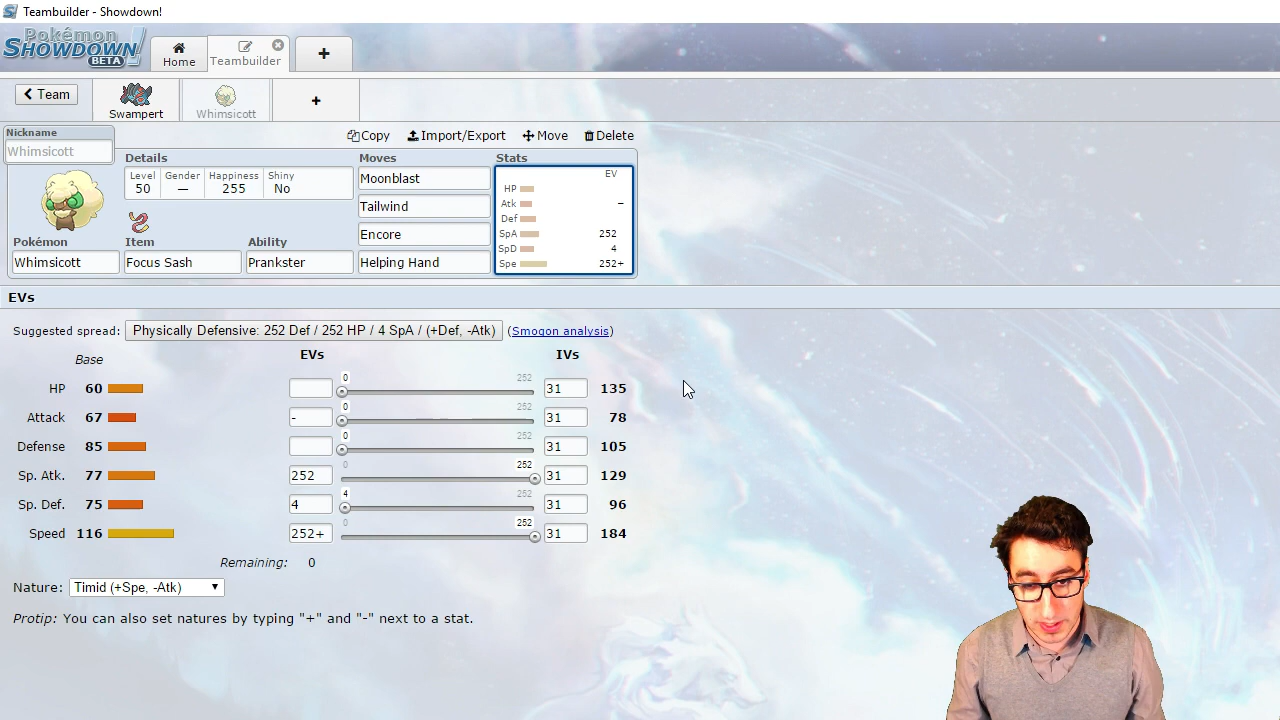 Teambuilder - Showdown!
Pokémon
SHOWDOWN!
BETA
Home
Teambuilder
+
Team
Swampert
Whimsicott
+
Nickname
Whimsicott
Copy
Import/Export
Move
Delete
Details
Moves
Stats
Level Gender Happiness Shiny
50 — 255 No
Moonblast
Tailwind
Encore
Helping Hand
EV
HP
Atk –
Def
SpA 252
SpD 4
Spe 252+
Pokémon Item Ability
Whimsicott Focus Sash Prankster
EVs
Suggested spread: Physically Defensive: 252 Def / 252 HP / 4 SpA / (+Def, -Atk) (Smogon analysis)
Base EVs IVs
HP 60 0 252 31 135
Attack 67 - 0 252 31 78
Defense 85 0 252 31 105
Sp. Atk. 77 252 0 252 31 129
Sp. Def. 75 4 4 252 31 96
Speed 116 252+ 0 252 31 184
Remaining: 0
Nature: Timid (+Spe, -Atk)
Protip: You can also set natures by typing "+" and "-" next to a stat.